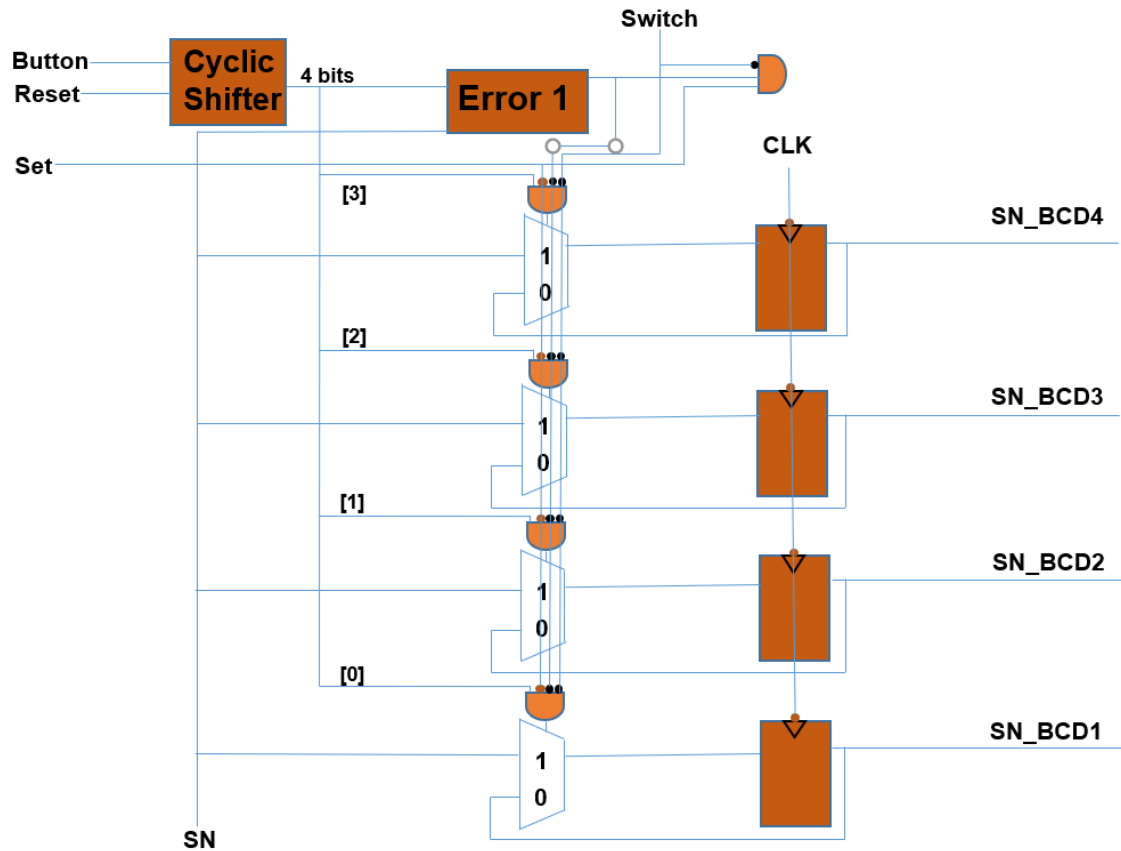 Switch
Button
Cyclic
Shifter
4 bits
Error 1
Reset
Set
CLK
[3]
SN_BCD4
1
0
[2]
SN_BCD3
1
0
[1]
SN_BCD2
1
0
[0]
SN_BCD1
1
0
SN